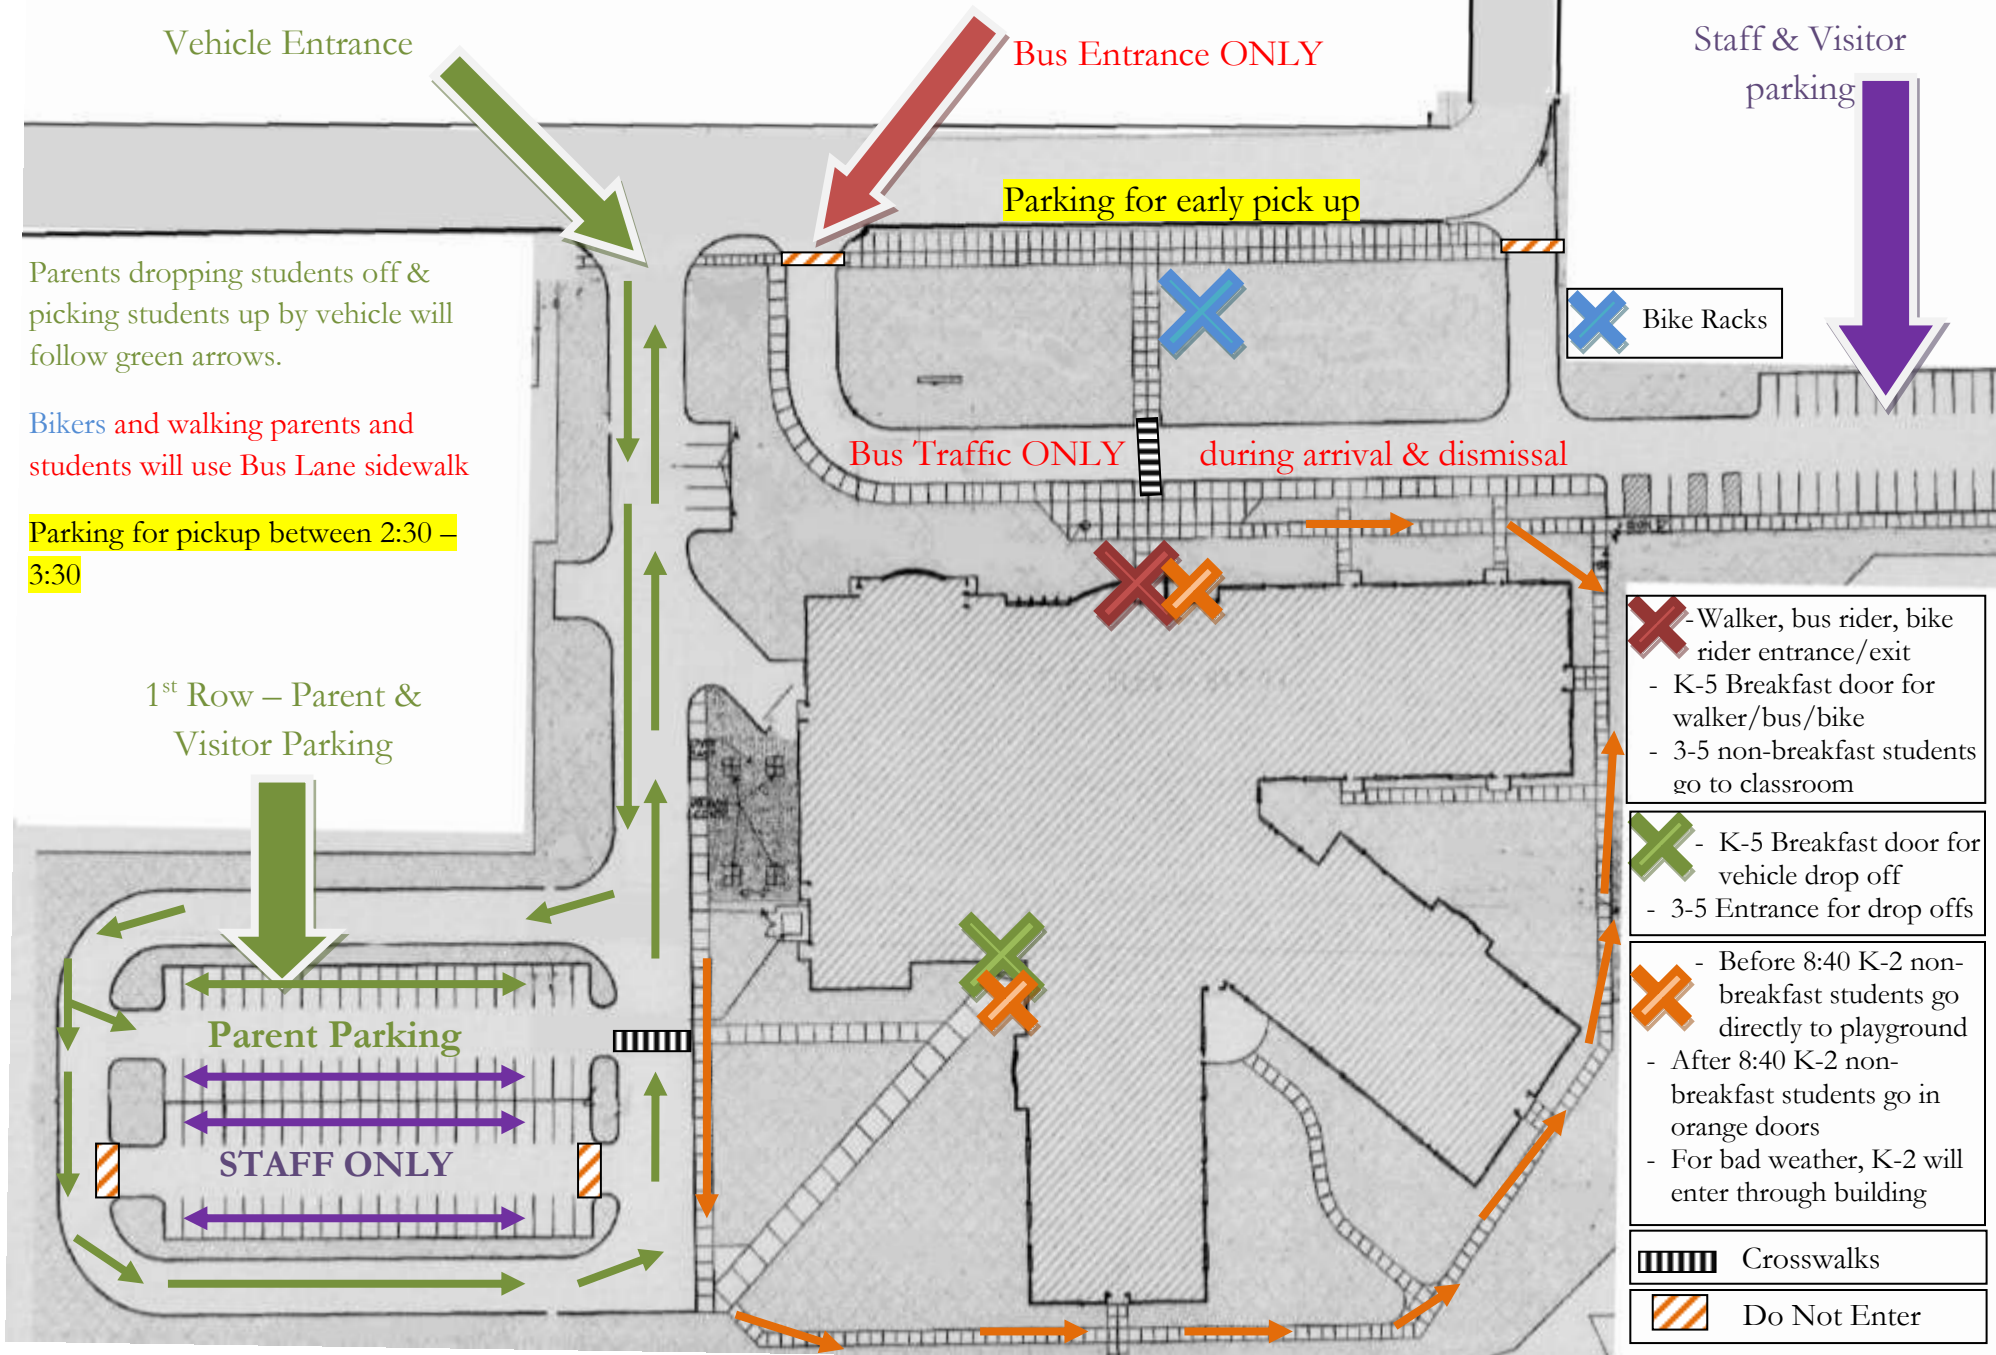 Vehicle Entrance
Bus Entrance ONLY
Staff & Visitor
parking
Parking for early pick up
Parents dropping students off &
picking students up by vehicle will
follow green arrows.
Bikers and walking parents and
students will use Bus Lane sidewalk
Parking for pickup between 2:30 –
3:30
Bike Racks
Bus Traffic ONLY
during arrival & dismissal
1st Row – Parent &
Visitor Parking
Parent Parking
STAFF ONLY
-Walker, bus rider, bike
rider entrance/exit
- K-5 Breakfast door for
walker/bus/bike
- 3-5 non-breakfast students
go to classroom
- K-5 Breakfast door for
vehicle drop off
- 3-5 Entrance for drop offs
- Before 8:40 K-2 non-
breakfast students go
directly to playground
- After 8:40 K-2 non-
breakfast students go in
orange doors
- For bad weather, K-2 will
enter through building
Crosswalks
Do Not Enter